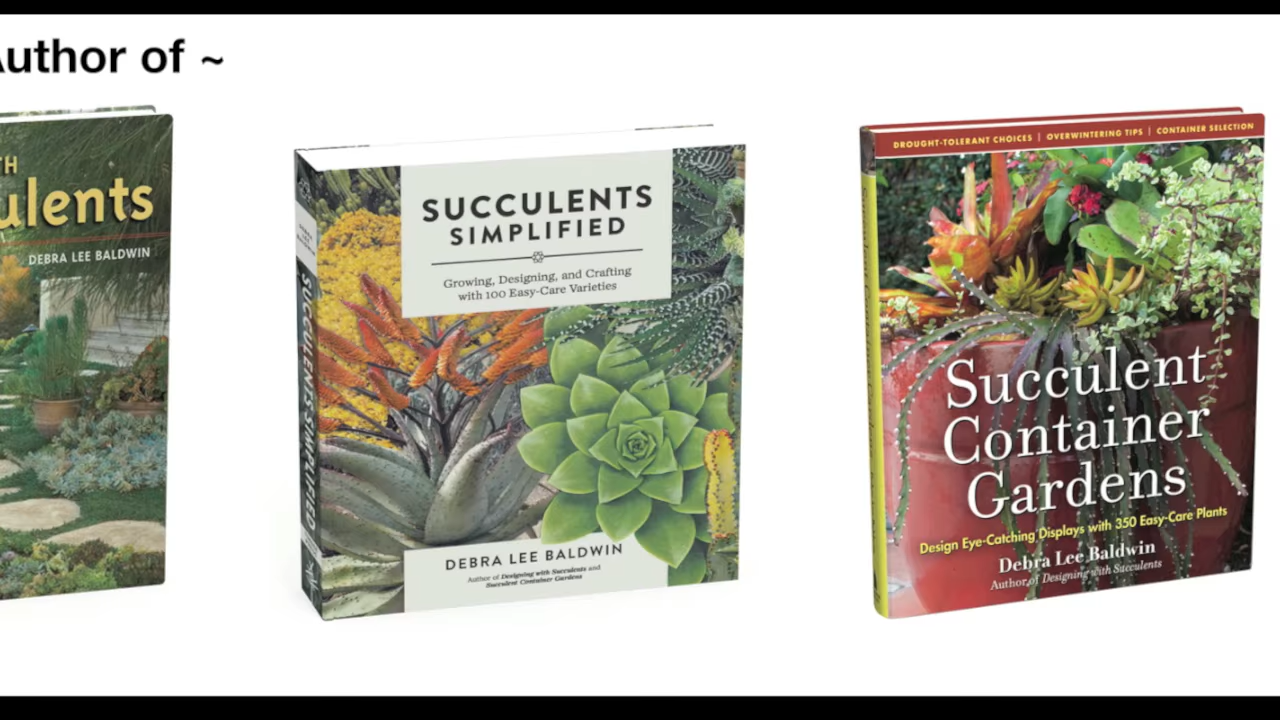 Author of ~
TH
ulents
DEBRA LEE BALDWIN
SUCCULENTS
SIMPLIFIED
Growing, Designing, and Crafting
with 100 Easy-Care Varieties
SUCCULENTS SIMPLIFIED
DEBRA LEE BALDWIN
Author of Designing with Succulents and
Succulent Container Gardens
DROUGHT-TOLERANT CHOICES | OVERWINTERING TIPS | CONTAINER SELECTION
Succulent
Container
Gardens
Design Eye-Catching Displays with 350 Easy-Care Plants
Debra Lee Baldwin
Author of Designing with Succulents